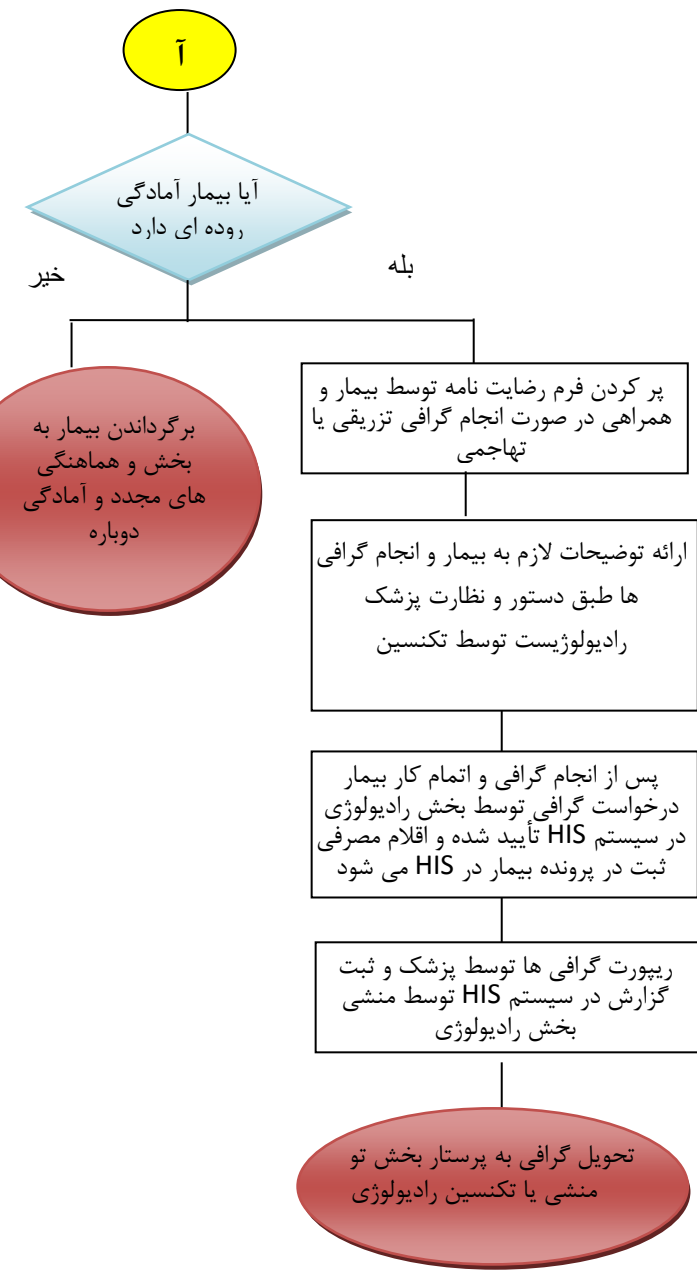 آ
آیا بیمار آمادگی
روده ای دارد
خیر
بله
برگرداندن بیمار به
بخش و هماهنگی
های مجدد و آمادگی
دوباره
پر کردن فرم رضایت نامه توسط بیمار و
همراهی در صورت انجام گرافی تزریقی یا
تهاجمی
ارائه توضیحات لازم به بیمار و انجام گرافی
ها طبق دستور و نظارت پزشک
رادیولوژیست توسط تکنسین
پس از انجام گرافی و اتمام کار بیمار
درخواست گرافی توسط بخش رادیولوژی
در سیستم HIS تأیید شده و اقلام مصرفی
ثبت در پرونده بیمار در HIS می شود
ریپورت گرافی ها توسط پزشک و ثبت
گزارش در سیستم HIS توسط منشی
بخش رادیولوژی
تحویل گرافی به پرستار بخش تو
منشی یا تکنسین رادیولوژی